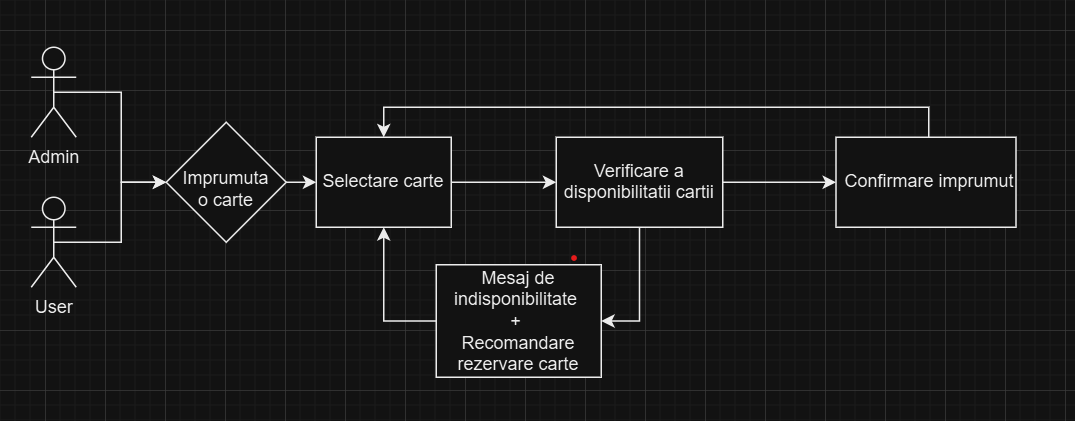 Admin
User
Imprumuta
o carte
Selectare carte
Verificare a
disponibilitatii cartii
Confirmare imprumut
Mesaj de
indisponibilitate
+
Recomandare
rezervare carte